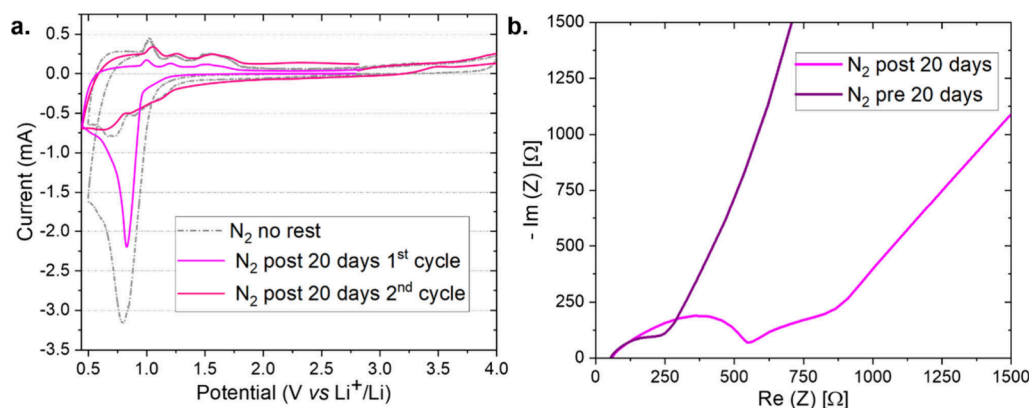 a.
0.5
0.0
-0.5
-1.0
-1.5
-2.0
-2.5
-3.0
-3.5
Current (mA)
N₂ no rest
N₂ post 20 days 1ˢᵗ cycle
N₂ post 20 days 2ⁿᵈ cycle
0.5 1.0 1.5 2.0 2.5 3.0 3.5 4.0
Potential (V vs Li⁺/Li)
b.
1500
1250
1000
750
500
250
0
- Im (Z) [Ω]
N₂ post 20 days
N₂ pre 20 days
0 250 500 750 1000 1250 1500
Re (Z) [Ω]